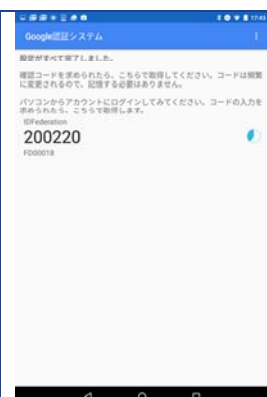 17:43
Google認証システム
設定がすべて完了しました。
確認コードを求められたら、こちらで取得してください。コードは頻繁
に変更されるので、記憶する必要はありません。
パソコンからアカウントにログインしてみてください。コードの入力を
求められたら、こちらで取得します。
IDFederation
200220
FD00018